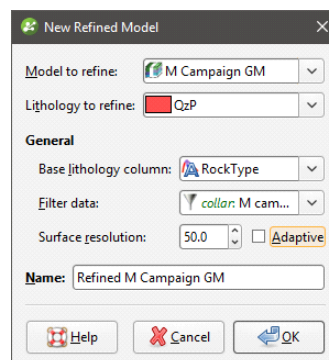 New Refined Model
Model to refine: M Campaign GM
Lithology to refine: QzP
General
Base lithology column: RockType
Filter data: collar: M cam...
Surface resolution: 50.0 Adaptive
Name: Refined M Campaign GM
Help Cancel OK